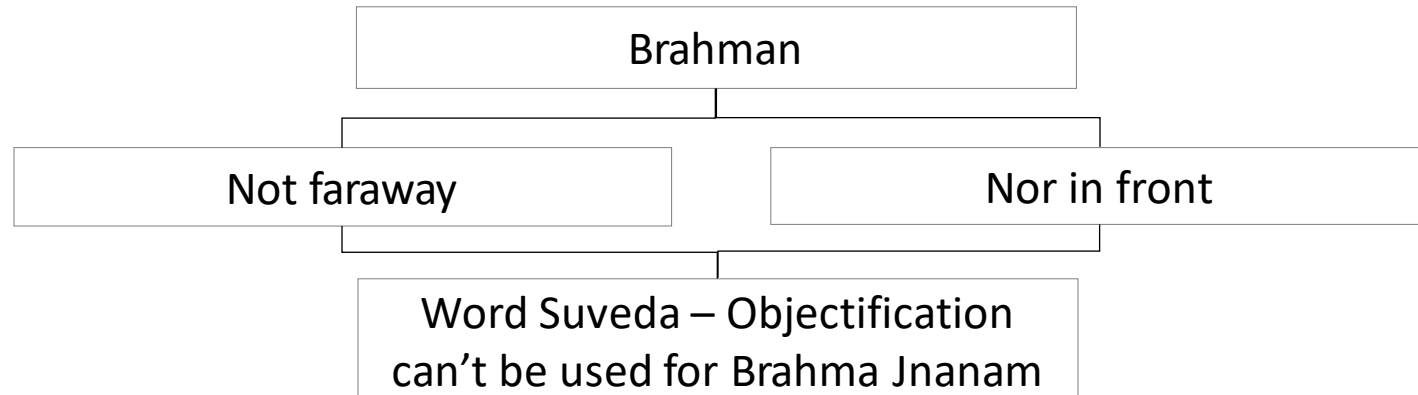 Brahman
Not faraway
Nor in front
Word Suveda – Objectification
can’t be used for Brahma Jnanam